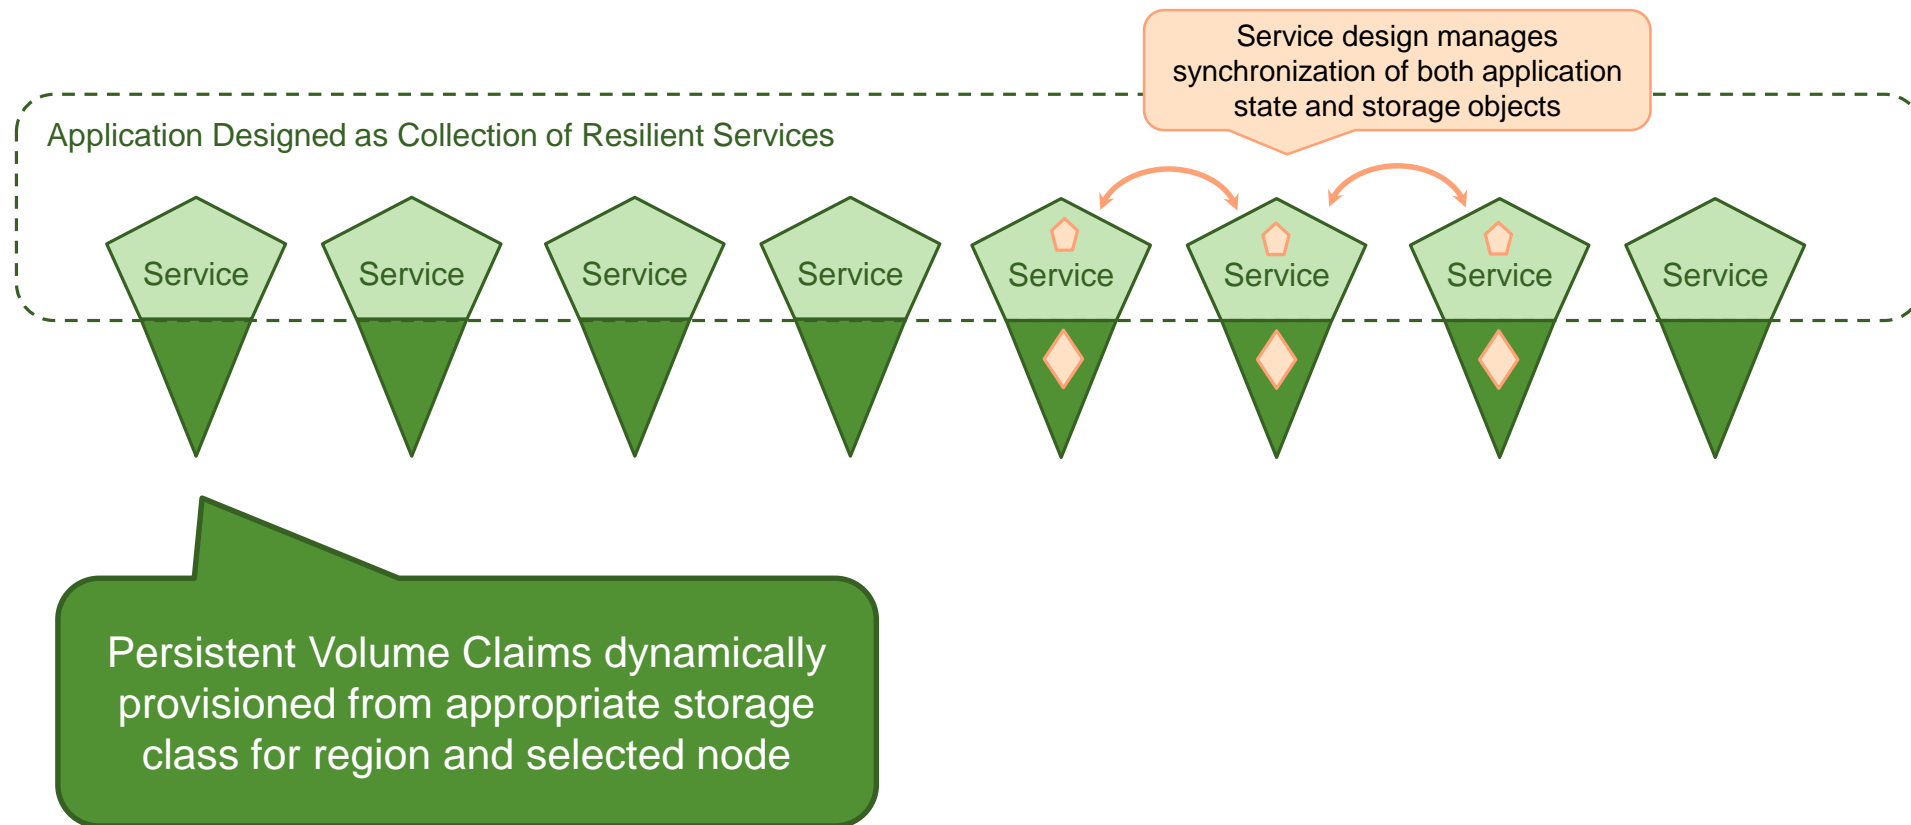 Service design manages
synchronization of both application
state and storage objects
Application Designed as Collection of Resilient Services
Service
Service
Service
Service
Service
Service
Service
Service
Persistent Volume Claims dynamically
provisioned from appropriate storage
class for region and selected node